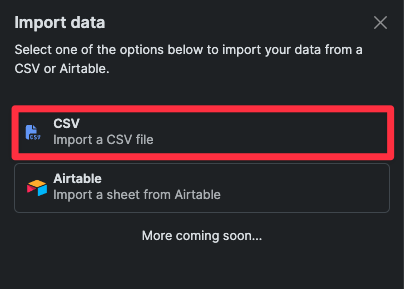 Import data
Select one of the options below to import your data from a
CSV or Airtable.
CSV
CSV
Import a CSV file
Airtable
Import a sheet from Airtable
More coming soon...